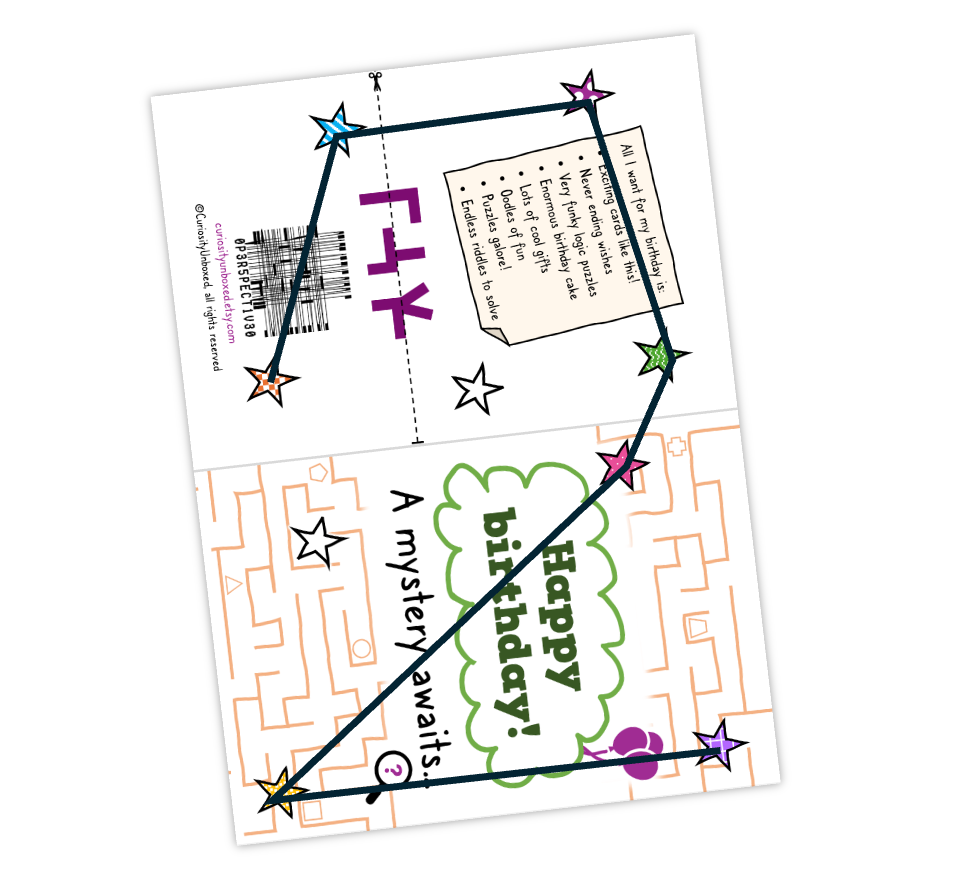 All I want for my birthday is:
• Exciting cards like this!
• Never ending wishes
• Very funky logic puzzles
• Enormous birthday cake
• Lots of cool gifts
• Oodles of fun
• Puzzles galore!
• Endless riddles to solve
0P3R5PECT1V30
curiosityunboxed.etsy.com
©CuriosityUnboxed, all rights reserved
Happy
birthday!
A mystery awaits...
?